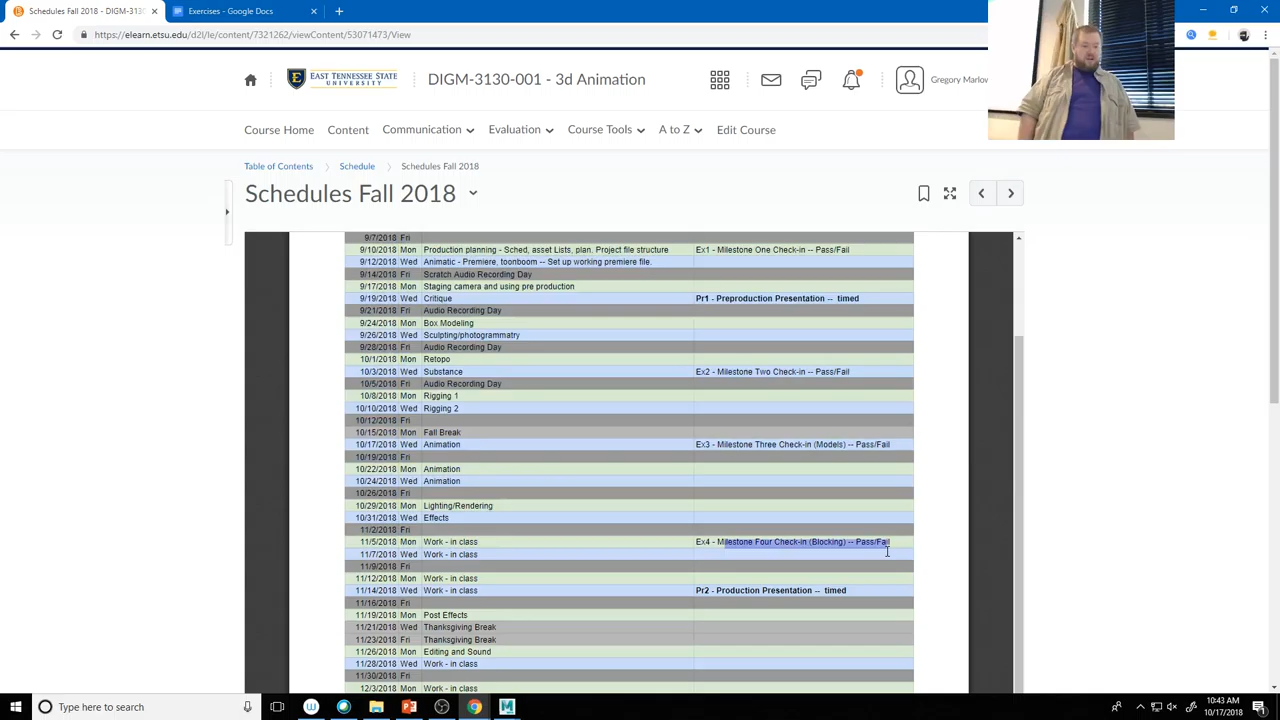 Schedules Fall 2018 - DIGM-3130
Exercises - Google Docs
https://elearn.etsu.edu/d2l/le/content/7321262/viewContent/53071473/View
EAST TENNESSEE STATE
UNIVERSITY
DIGM-3130-001 - 3d Animation
Gregory Marlow
Course Home
Content
Communication
Evaluation
Course Tools
A to Z
Edit Course
Table of Contents
Schedule
Schedules Fall 2018
Schedules Fall 2018
9/7/2018 Fri
9/10/2018 Mon Production planning - Sched, asset Lists, plan. Project file structure Ex1 - Milestone One Check-in -- Pass/Fail
9/12/2018 Wed Animatic - Premiere, toonboom -- Set up working premiere file.
9/14/2018 Fri Scratch Audio Recording Day
9/17/2018 Mon Staging camera and using pre production
9/19/2018 Wed Critique Pr1 - Preproduction Presentation -- timed
9/21/2018 Fri Audio Recording Day
9/24/2018 Mon Box Modeling
9/26/2018 Wed Sculpting/photogrammatry
9/28/2018 Fri Audio Recording Day
10/1/2018 Mon Retopo
10/3/2018 Wed Substance Ex2 - Milestone Two Check-in -- Pass/Fail
10/5/2018 Fri Audio Recording Day
10/8/2018 Mon Rigging 1
10/10/2018 Wed Rigging 2
10/12/2018 Fri
10/15/2018 Mon Fall Break
10/17/2018 Wed Animation Ex3 - Milestone Three Check-in (Models) -- Pass/Fail
10/19/2018 Fri
10/22/2018 Mon Animation
10/24/2018 Wed Animation
10/26/2018 Fri
10/29/2018 Mon Lighting/Rendering
10/31/2018 Wed Effects
11/2/2018 Fri
11/5/2018 Mon Work - in class Ex4 - Milestone Four Check-in (Blocking) -- Pass/Fail
11/7/2018 Wed Work - in class
11/9/2018 Fri
11/12/2018 Mon Work - in class
11/14/2018 Wed Work - in class Pr2 - Production Presentation -- timed
11/16/2018 Fri
11/19/2018 Mon Post Effects
11/21/2018 Wed Thanksgiving Break
11/23/2018 Fri Thanksgiving Break
11/26/2018 Mon Editing and Sound
11/28/2018 Wed Work - in class
11/30/2018 Fri
12/3/2018 Mon Work - in class
Type here to search
10:43 AM
10/17/2018